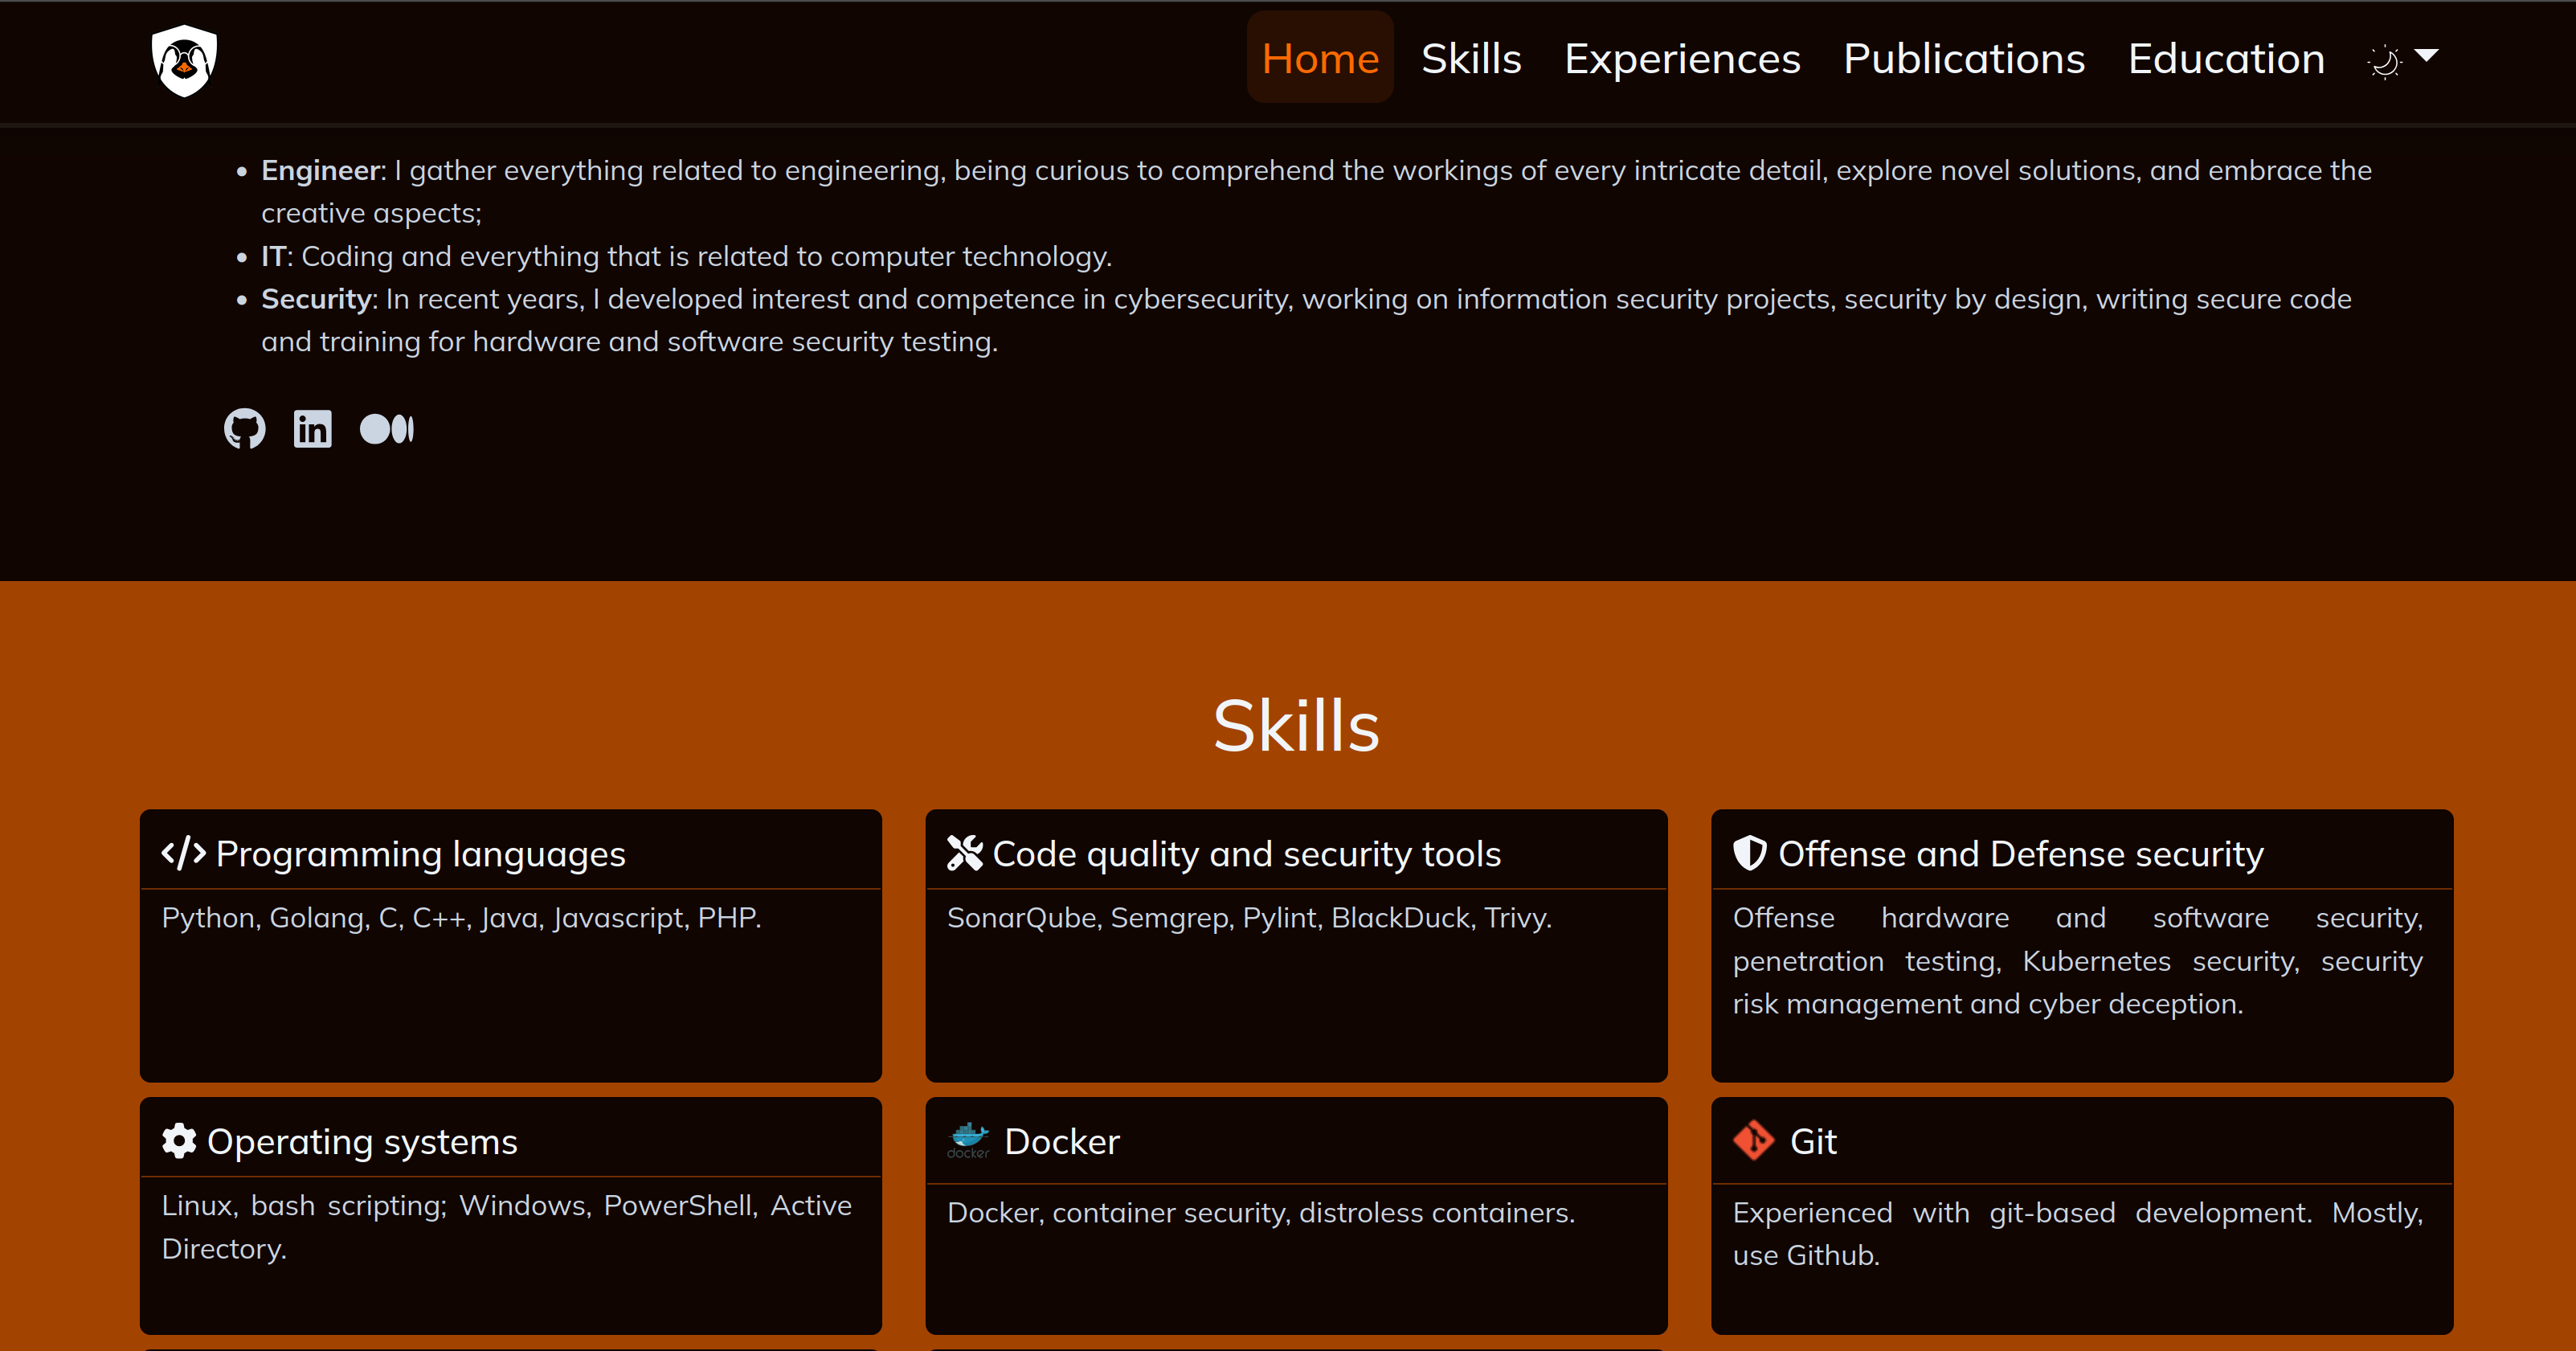 Home Skills Experiences Publications Education
Engineer: I gather everything related to engineering, being curious to comprehend the workings of every intricate detail, explore novel solutions, and embrace the
creative aspects;
IT: Coding and everything that is related to computer technology.
Security: In recent years, I developed interest and competence in cybersecurity, working on information security projects, security by design, writing secure code
and training for hardware and software security testing.
in
Skills
Programming languages
Python, Golang, C, C++, Java, Javascript, PHP.
Code quality and security tools
SonarQube, Semgrep, Pylint, BlackDuck, Trivy.
Offense and Defense security
Offense hardware and software security,
penetration testing, Kubernetes security, security
risk management and cyber deception.
Operating systems
Linux, bash scripting; Windows, PowerShell, Active
Directory.
docker
Docker
Docker, container security, distroless containers.
Git
Experienced with git-based development. Mostly,
use Github.